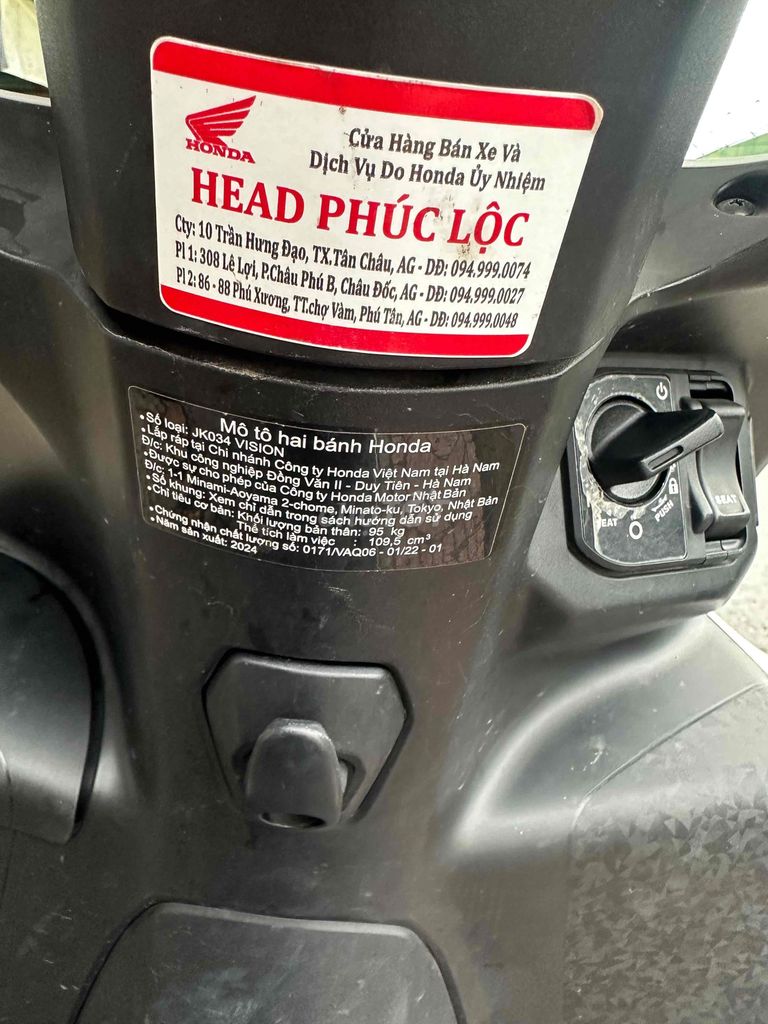 HONDA
Cửa Hàng Bán Xe Và
Dịch Vụ Do Honda Ủy Nhiệm
HEAD PHÚC LỘC
Cty: 10 Trần Hưng Đạo, TX.Tân Châu, AG - DĐ: 094.999.0074
Pl 1: 308 Lê Lợi, P.Châu Phú B, Châu Đốc, AG - DĐ: 094.999.0027
Pl 2: 86 - 88 Phú Xương, TT.chợ Vàm, Phú Tân, AG - DĐ: 094.999.0048
Mô tô hai bánh Honda
• Số loại: JK034 VISION
• Lắp ráp tại Chi nhánh Công ty Honda Việt Nam tại Hà Nam
Đ/c: Khu công nghiệp Đồng Văn II - Duy Tiên - Hà Nam
• Được sự cho phép của Công ty Honda Motor Nhật Bản
Đ/c: 1-1 Minami-Aoyama 2-chome, Minato-ku, Tokyo, Nhật Bản
• Số khung: Xem chỉ dẫn trong sách hướng dẫn sử dụng
• Chỉ tiêu cơ bản: Khối lượng bản thân: 95 kg
Thể tích làm việc : 109,5 cm³
• Chứng nhận chất lượng số: 0171/VAQ06 - 01/22 - 01
• Năm sản xuất: 2024
SEAT
PUSH